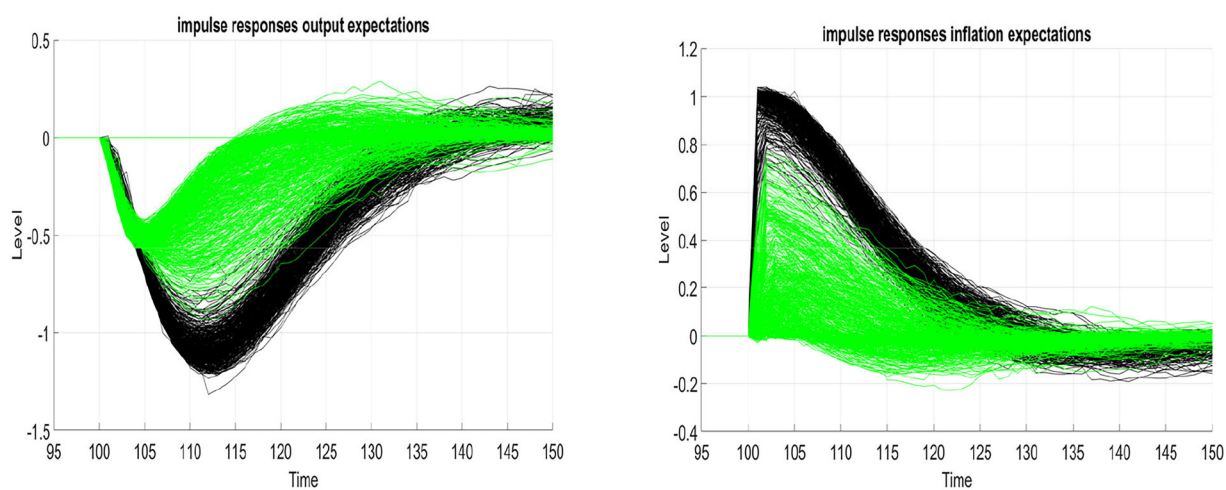 impulse responses output expectations
0.5
0
-0.5
-1
-1.5
Level
95 100 105 110 115 120 125 130 135 140 145 150
Time
impulse responses inflation expectations
1.2
1
0.8
0.6
0.4
0.2
0
-0.2
-0.4
Level
95 100 105 110 115 120 125 130 135 140 145 150
Time